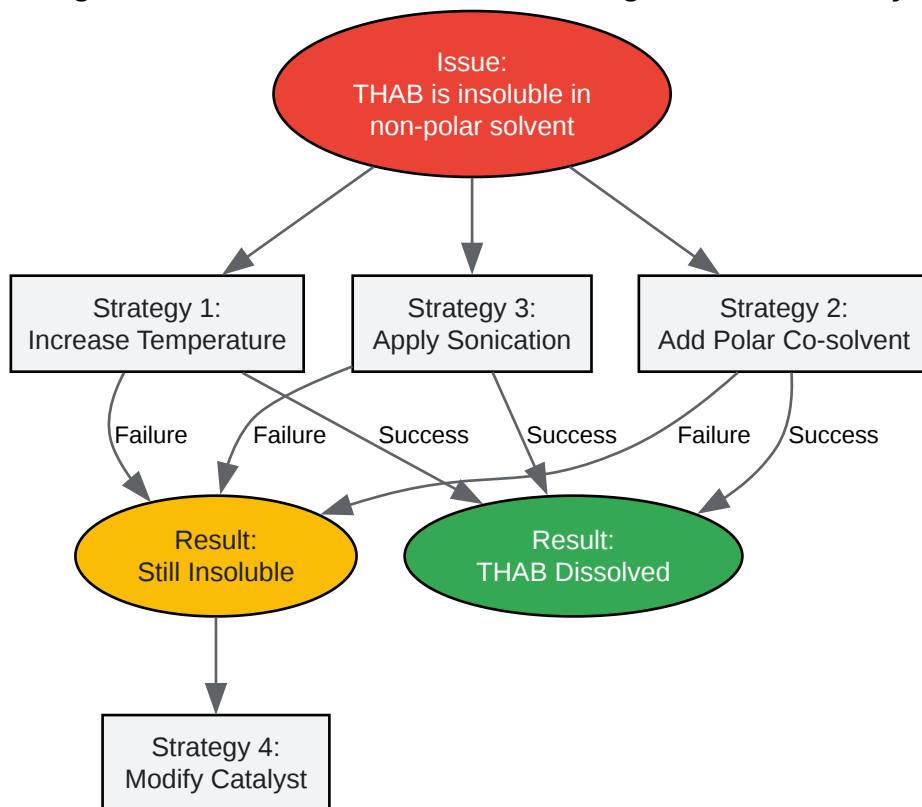 Issue:
THAB is insoluble in
non-polar solvent
Strategy 1:
Increase Temperature
Strategy 3:
Apply Sonication
Strategy 2:
Add Polar Co-solvent
Failure
Failure
Success
Success
Failure
Success
Result:
Still Insoluble
Result:
THAB Dissolved
Strategy 4:
Modify Catalyst